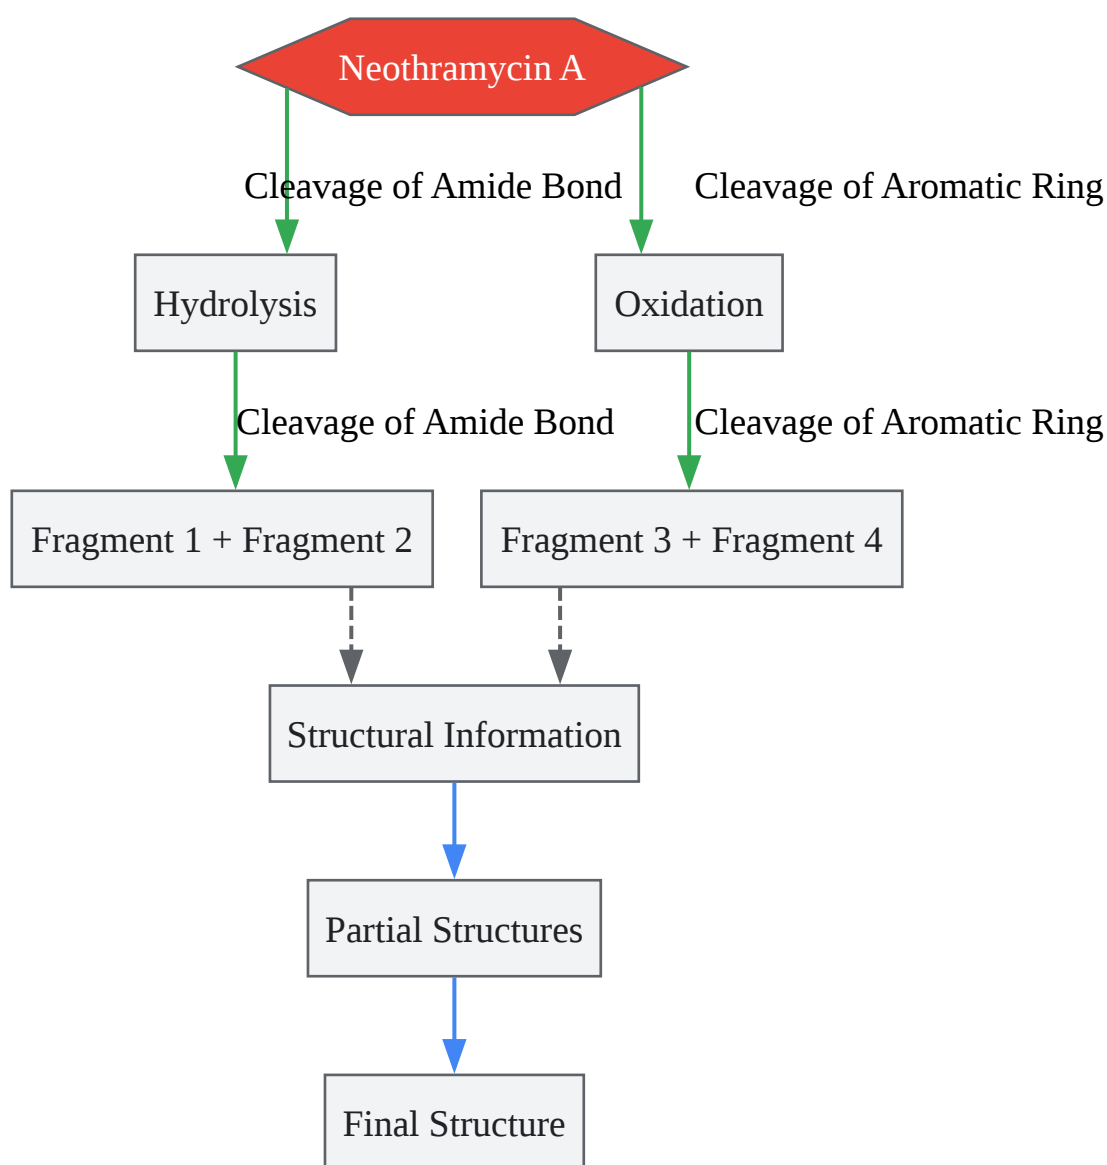 Neothramycin A
Cleavage of Amide Bond
Cleavage of Aromatic Ring
Hydrolysis
Oxidation
Cleavage of Amide Bond
Cleavage of Aromatic Ring
Fragment 1 + Fragment 2
Fragment 3 + Fragment 4
Structural Information
Partial Structures
Final Structure